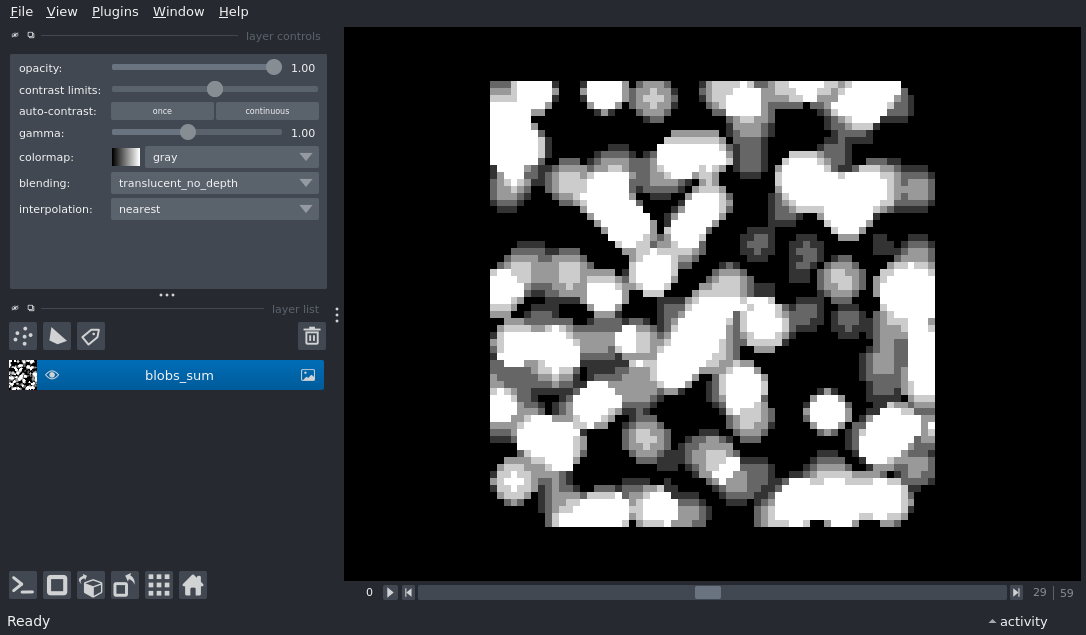 File View Plugins Window Help
layer controls
opacity: 1.00
contrast limits:
auto-contrast: once continuous
gamma: 1.00
colormap: gray
blending: translucent_no_depth
interpolation: nearest
layer list
blobs_sum
0 29 59
Ready activity